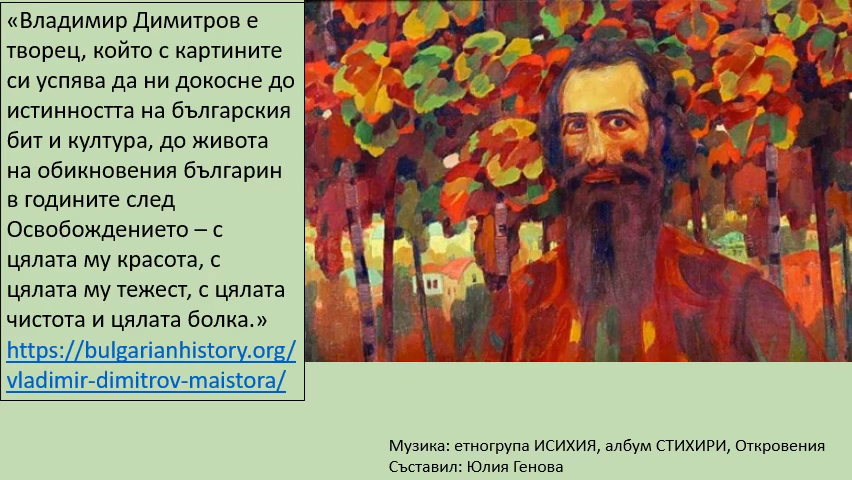 «Владимир Димитров е
творец, който с картините
си успява да ни докосне до
истинността на българския
бит и култура, до живота
на обикновения българин
в годините след
Освобождението – с
цялата му красота, с
цялата му тежест, с цялата
чистота и цялата болка.»
https://bulgarianhistory.org/
vladimir-dimitrov-maistora/
Музика: етногрупа ИСИХИЯ, албум СТИХИРИ, Откровения
Съставил: Юлия Генова